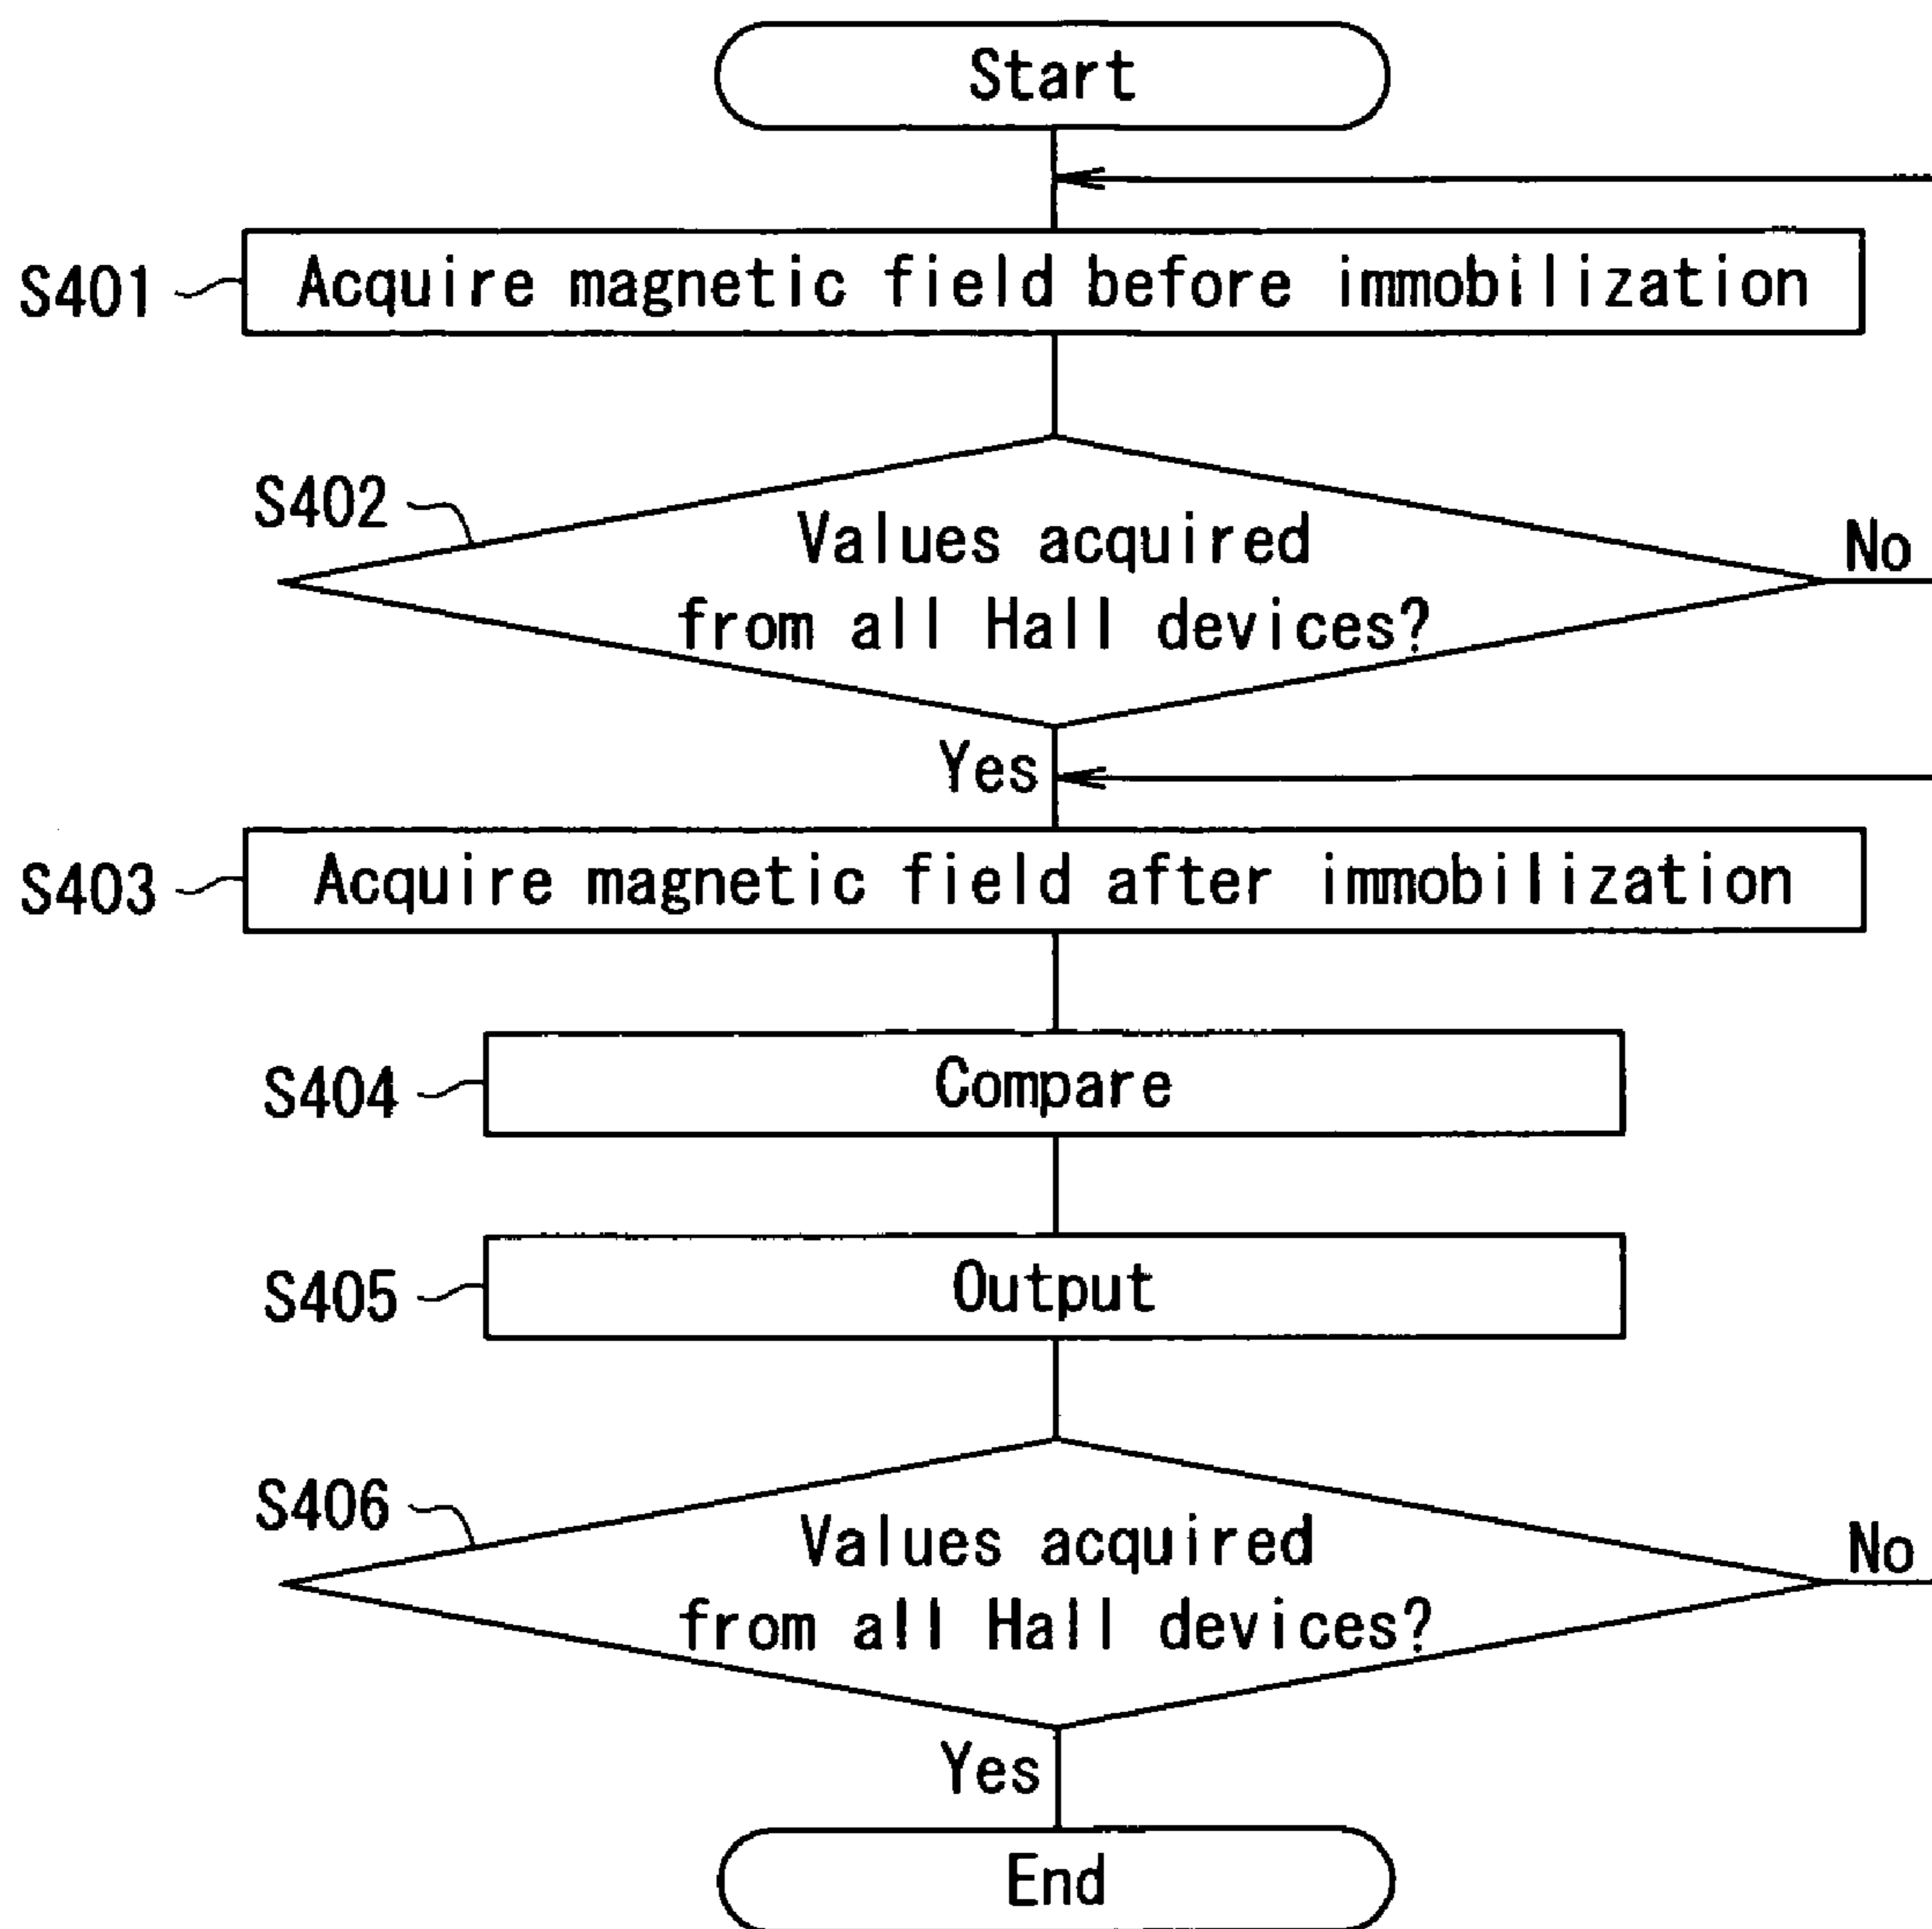 Start
S401
Acquire magnetic field before immobilization
S402
Values acquired
from all Hall devices?
No
Yes
S403
Acquire magnetic field after immobilization
S404
Compare
S405
Output
S406
Values acquired
from all Hall devices?
No
Yes
End